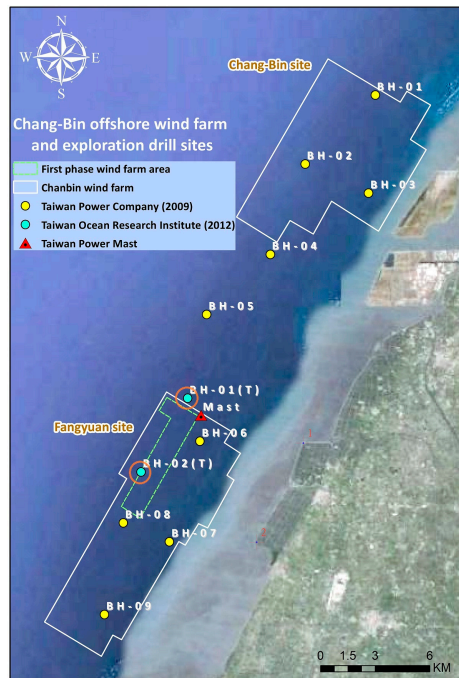 N
W E
S
Chang-Bin site
Chang-Bin offshore wind farm
and exploration drill sites
First phase wind farm area
Chanbin wind farm
Taiwan Power Company (2009)
Taiwan Ocean Research Institute (2012)
Taiwan Power Mast
BH-01
BH-02
BH-03
BH-04
BH-05
BH-01(T)
Mast
Fangyuan site
BH-06
BH-02(T)
BH-08
BH-07
BH-09
0 1.5 3 6
KM